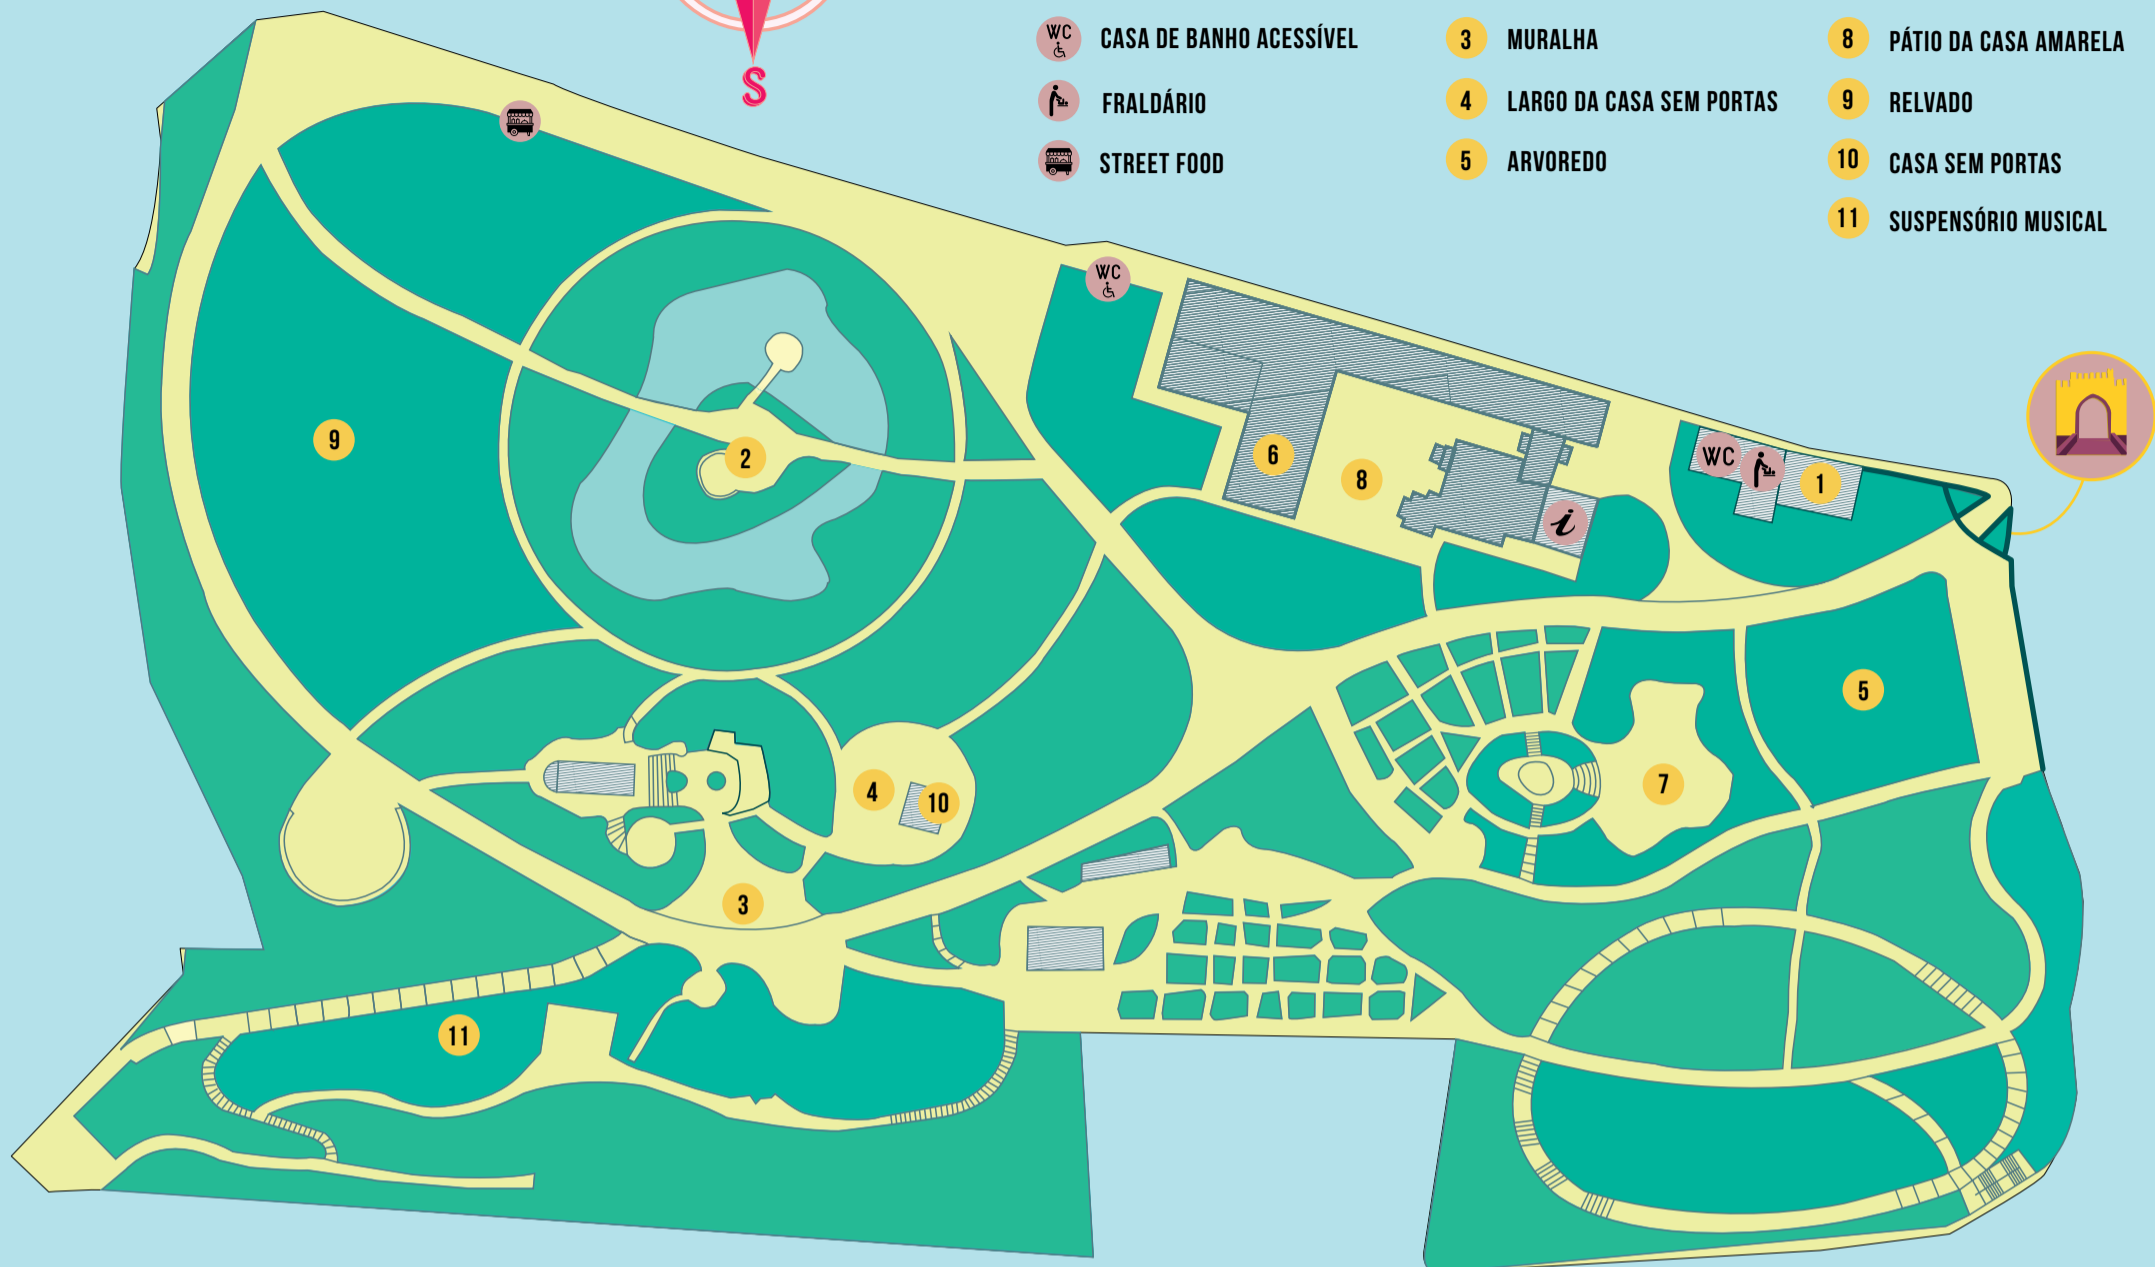 S
WC
CASA DE BANHO ACESSÍVEL
FRALDÁRIO
STREET FOOD
3 MURALHA
4 LARGO DA CASA SEM PORTAS
5 ARVOREDO
8 PÁTIO DA CASA AMARELA
9 RELVADO
10 CASA SEM PORTAS
11 SUSPENSÓRIO MUSICAL
WC
9
2
6
8
i
WC
1
5
7
4
10
3
11